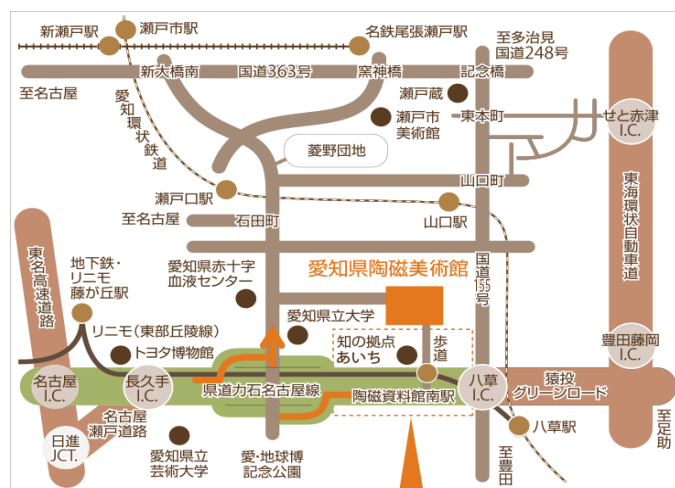 新瀬戸駅
瀬戸市駅
名鉄尾張瀬戸駅
至多治見
国道248号
新大橋南
国道363号
窯神橋
記念橋
至名古屋
瀬戸蔵
愛知環状鉄道
瀬戸市
美術館
東本町
せと赤津
I.C.
菱野団地
山口町
瀬戸口駅
至名古屋
石田町
山口駅
東海環状自動車道
東名高速道路
地下鉄・
リニモ
藤が丘駅
愛知県赤十字
血液センター
愛知県陶磁美術館
国道155号
リニモ(東部丘陵線)
愛知県立大学
トヨタ博物館
知の拠点
あいち
歩道
豊田藤岡
I.C.
名古屋
I.C.
長久手
I.C.
県道力石名古屋線
陶磁資料館南駅
八草
I.C.
猿投
グリーンロード
名古屋
瀬戸道路
日進
JCT.
愛知県立
芸術大学
愛・地球博
記念公園
至豊田
八草駅
至足助